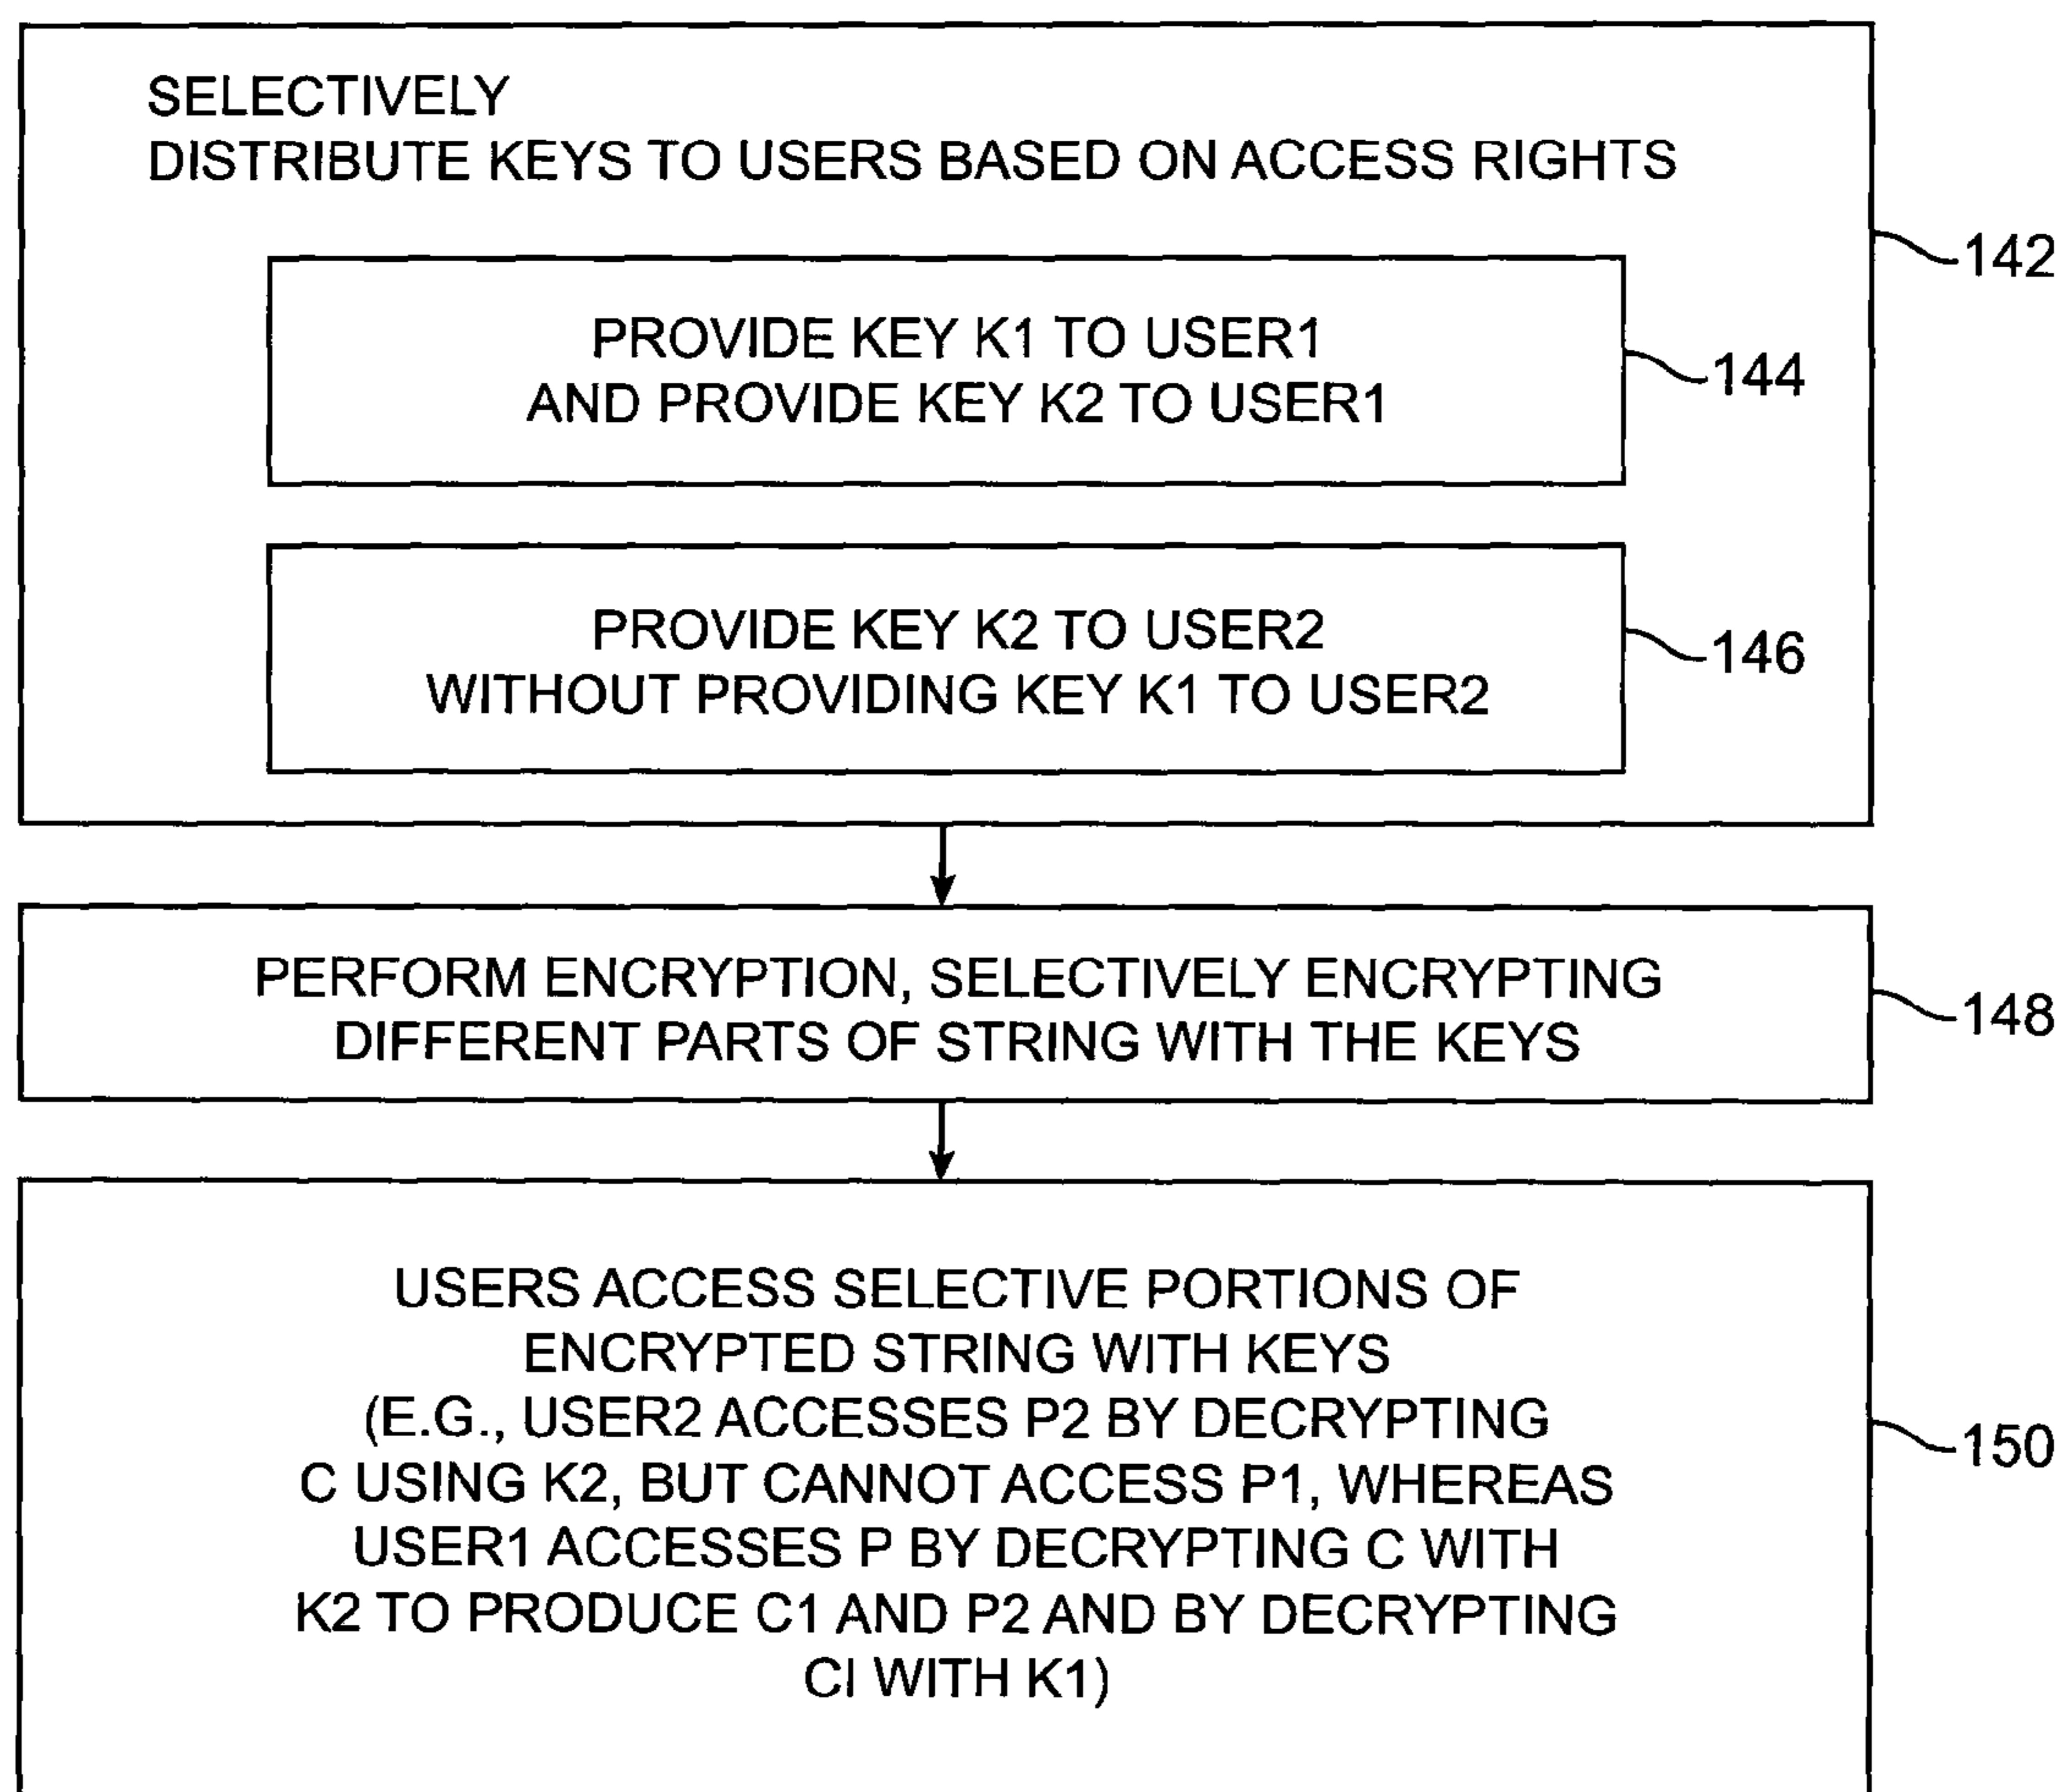 SELECTIVELY
DISTRIBUTE KEYS TO USERS BASED ON ACCESS RIGHTS
142
PROVIDE KEY K1 TO USER1
AND PROVIDE KEY K2 TO USER1
144
PROVIDE KEY K2 TO USER2
WITHOUT PROVIDING KEY K1 TO USER2
146
PERFORM ENCRYPTION, SELECTIVELY ENCRYPTING
DIFFERENT PARTS OF STRING WITH THE KEYS
148
USERS ACCESS SELECTIVE PORTIONS OF
ENCRYPTED STRING WITH KEYS
(E.G., USER2 ACCESSES P2 BY DECRYPTING
C USING K2, BUT CANNOT ACCESS P1, WHEREAS
USER1 ACCESSES P BY DECRYPTING C WITH
K2 TO PRODUCE C1 AND P2 AND BY DECRYPTING
CI WITH K1)
150